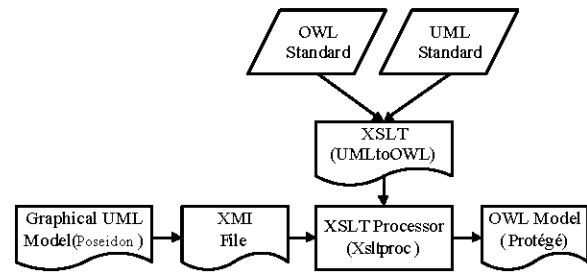 OWL
Standard
UML
Standard
XSLT
(UMLtoOWL)
Graphical UML
Model(Poseidon )
XMI
File
XSLT Processor
(Xsltproc )
OWL Model
(Protégé)